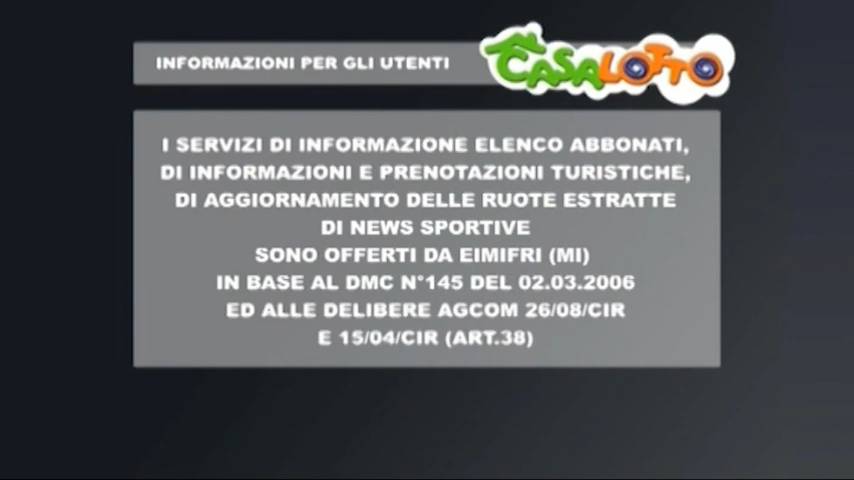 INFORMAZIONI PER GLI UTENTI
CASALOTTO
I SERVIZI DI INFORMAZIONE ELENCO ABBONATI,
DI INFORMAZIONI E PRENOTAZIONI TURISTICHE,
DI AGGIORNAMENTO DELLE RUOTE ESTRATTE
DI NEWS SPORTIVE
SONO OFFERTI DA EIMIFRI (MI)
IN BASE AL DMC N°145 DEL 02.03.2006
ED ALLE DELIBERE AGCOM 26/08/CIR
E 15/04/CIR (ART.38)